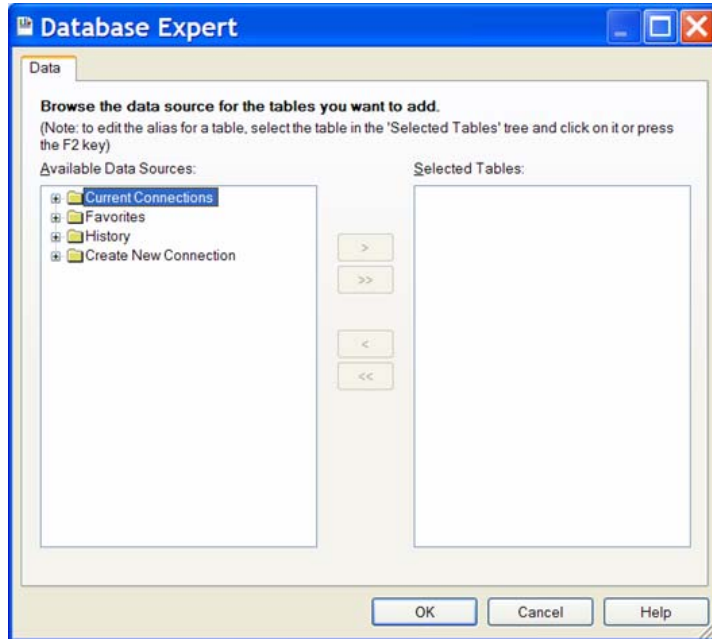 Database Expert
Data
Browse the data source for the tables you want to add.
(Note: to edit the alias for a table, select the table in the 'Selected Tables' tree and click on it or press
the F2 key)
Available Data Sources:
Selected Tables:
Current Connections
Favorites
History
Create New Connection
>
>>
<
<<
OK
Cancel
Help